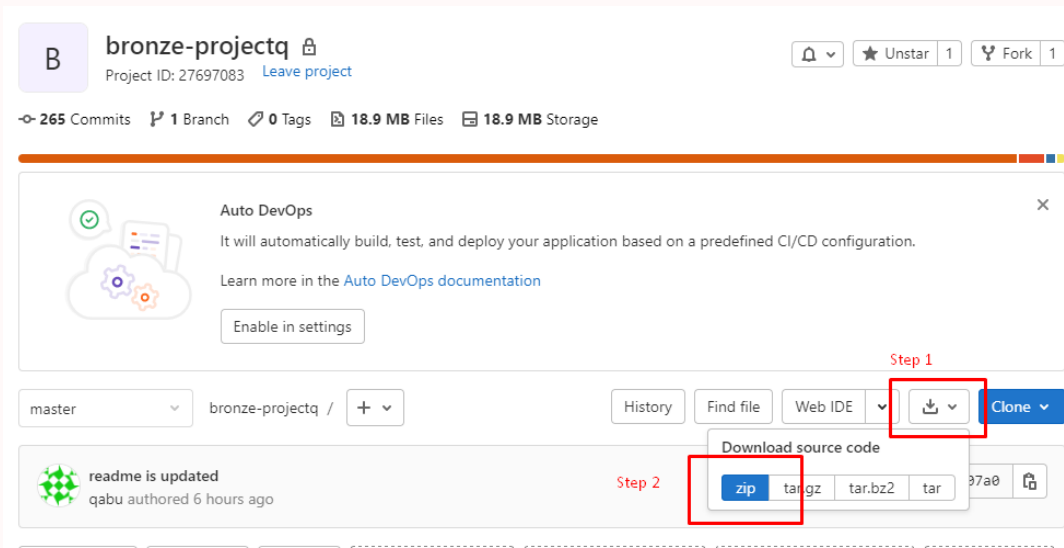 B
bronze-projectq
Project ID: 27697083 Leave project
Unstar 1 Fork 1
265 Commits 1 Branch 0 Tags 18.9 MB Files 18.9 MB Storage
Auto DevOps
It will automatically build, test, and deploy your application based on a predefined CI/CD configuration.
Learn more in the Auto DevOps documentation
Enable in settings
Step 1
master bronze-projectq / + History Find file Web IDE Clone
Download source code
readme is updated
qabu authored 6 hours ago
Step 2
zip tar.gz tar.bz2 tar
07a0